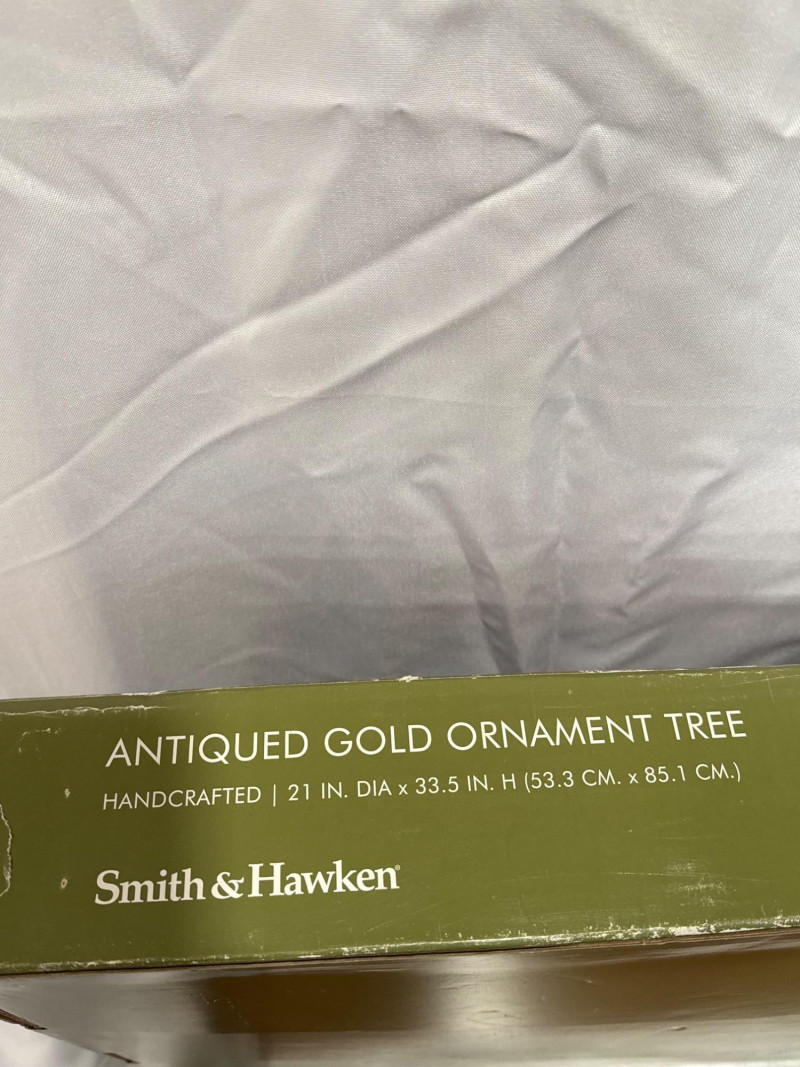 ANTIQUED GOLD ORNAMENT TREE
HANDCRAFTED | 21 IN. DIA x 33.5 IN. H (53.3 CM. x 85.1 CM.)
Smith & Hawken®